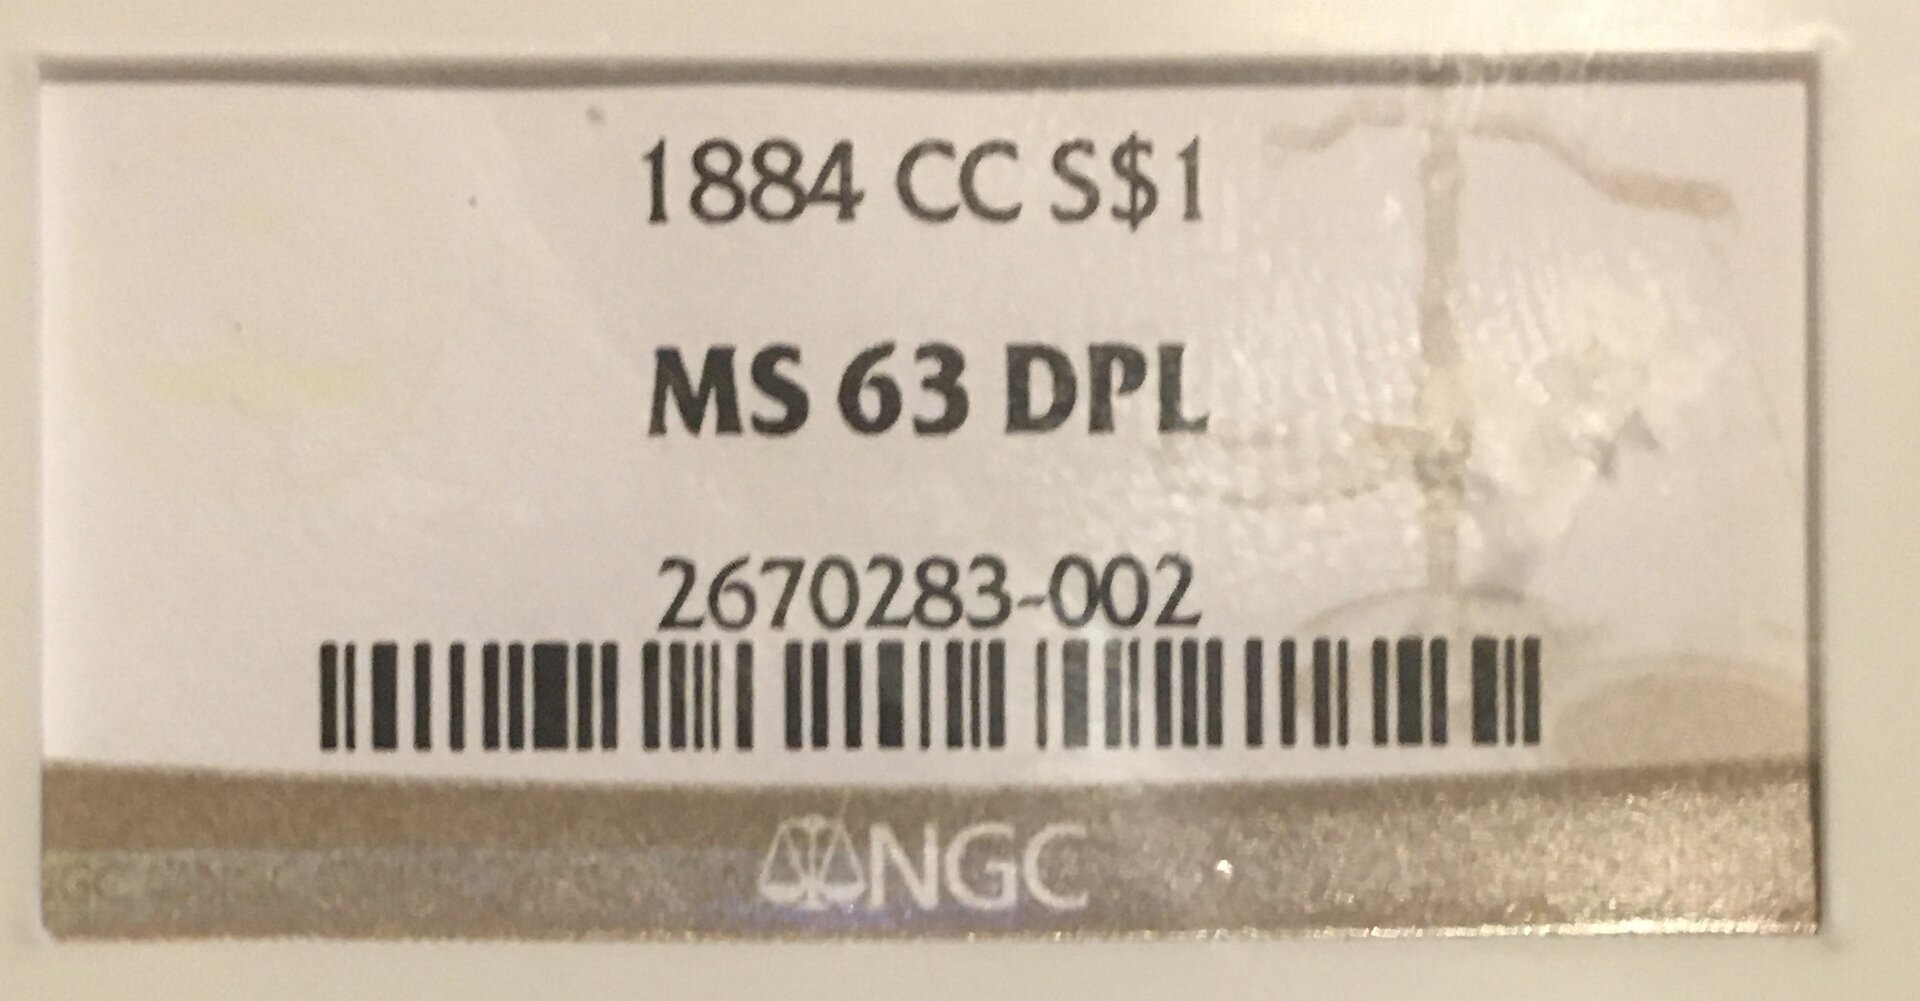 1884 CC S$1
MS 63 DPL
2670283-002
NGC